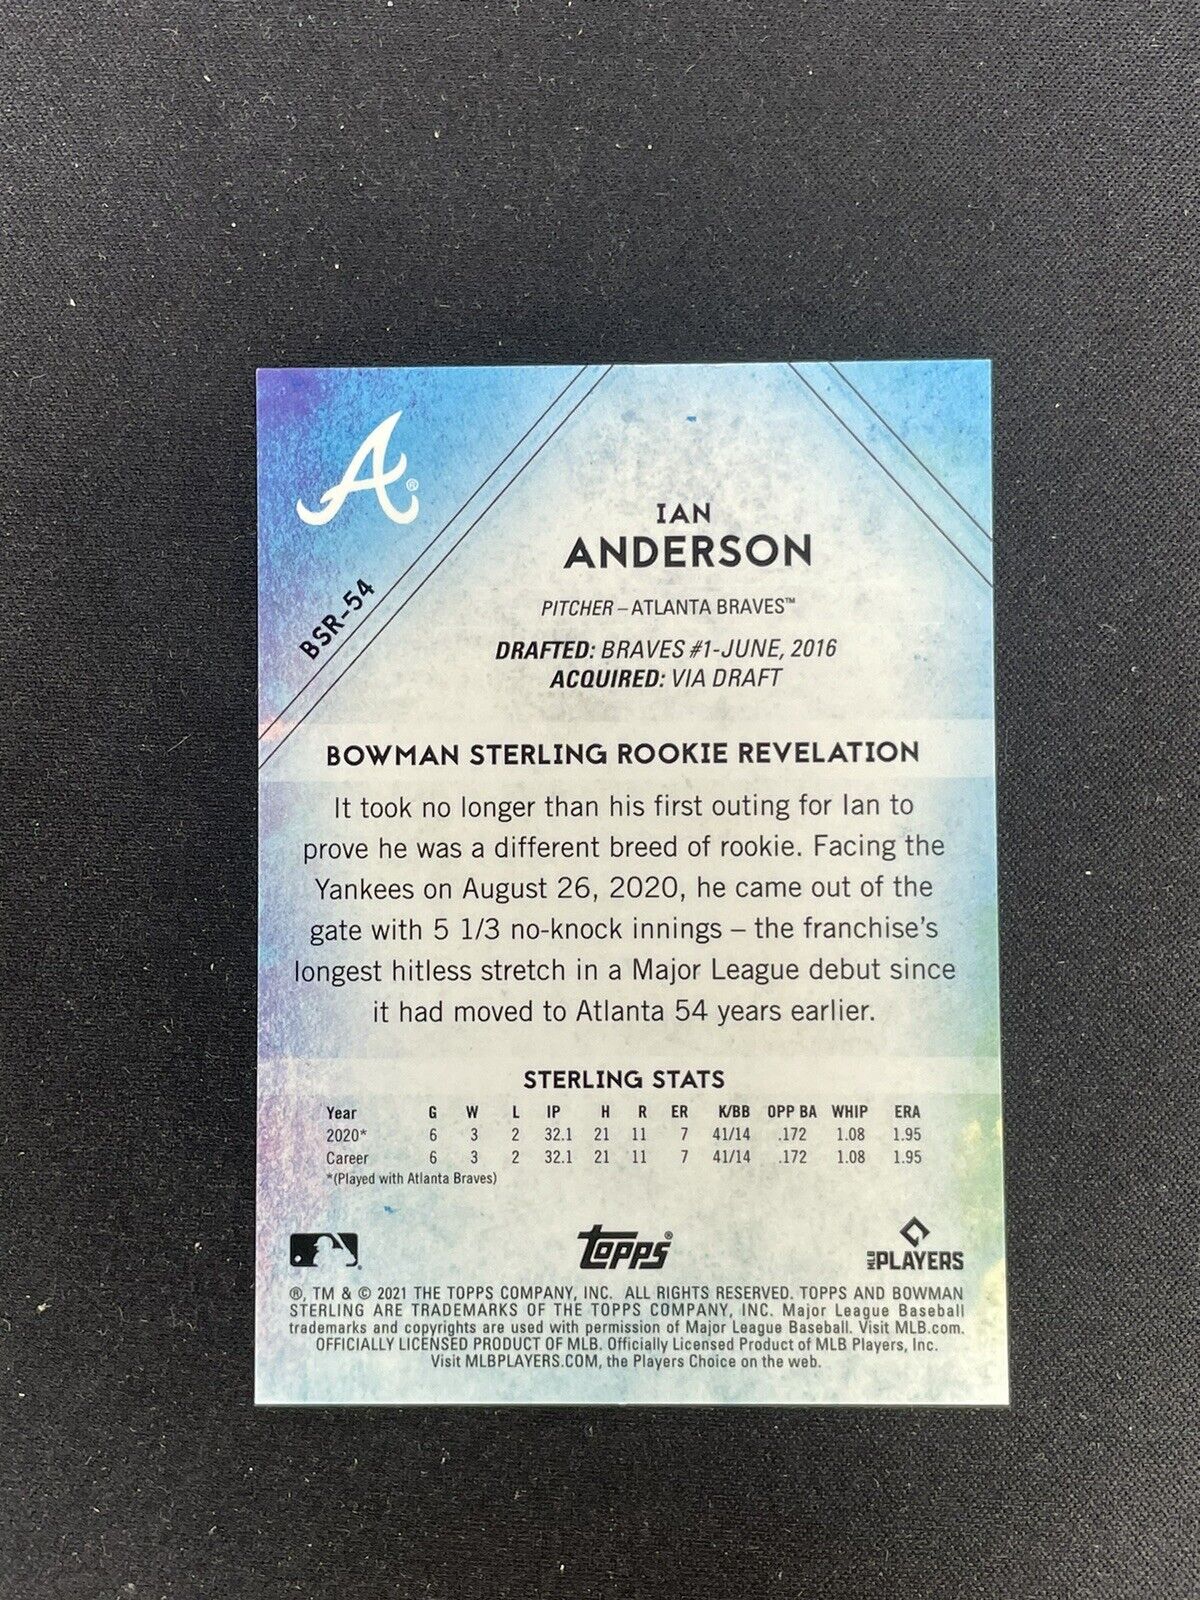 A®
BSR-54
IAN
ANDERSON
PITCHER – ATLANTA BRAVES™
DRAFTED: BRAVES #1-JUNE, 2016
ACQUIRED: VIA DRAFT
BOWMAN STERLING ROOKIE REVELATION
It took no longer than his first outing for Ian to
prove he was a different breed of rookie. Facing the
Yankees on August 26, 2020, he came out of the
gate with 5 1/3 no-knock innings – the franchise's
longest hitless stretch in a Major League debut since
it had moved to Atlanta 54 years earlier.
STERLING STATS
Year G W L IP H R ER K/BB OPP BA WHIP ERA
2020* 6 3 2 32.1 21 11 7 41/14 .172 1.08 1.95
Career 6 3 2 32.1 21 11 7 41/14 .172 1.08 1.95
*(Played with Atlanta Braves)
Topps® MLB PLAYERS
®, TM & © 2021 THE TOPPS COMPANY, INC. ALL RIGHTS RESERVED. TOPPS AND BOWMAN
STERLING ARE TRADEMARKS OF THE TOPPS COMPANY, INC. Major League Baseball
trademarks and copyrights are used with permission of Major League Baseball. Visit MLB.com.
OFFICIALLY LICENSED PRODUCT OF MLB. Officially Licensed Product of MLB Players, Inc.
Visit MLBPLAYERS.COM, the Players Choice on the web.